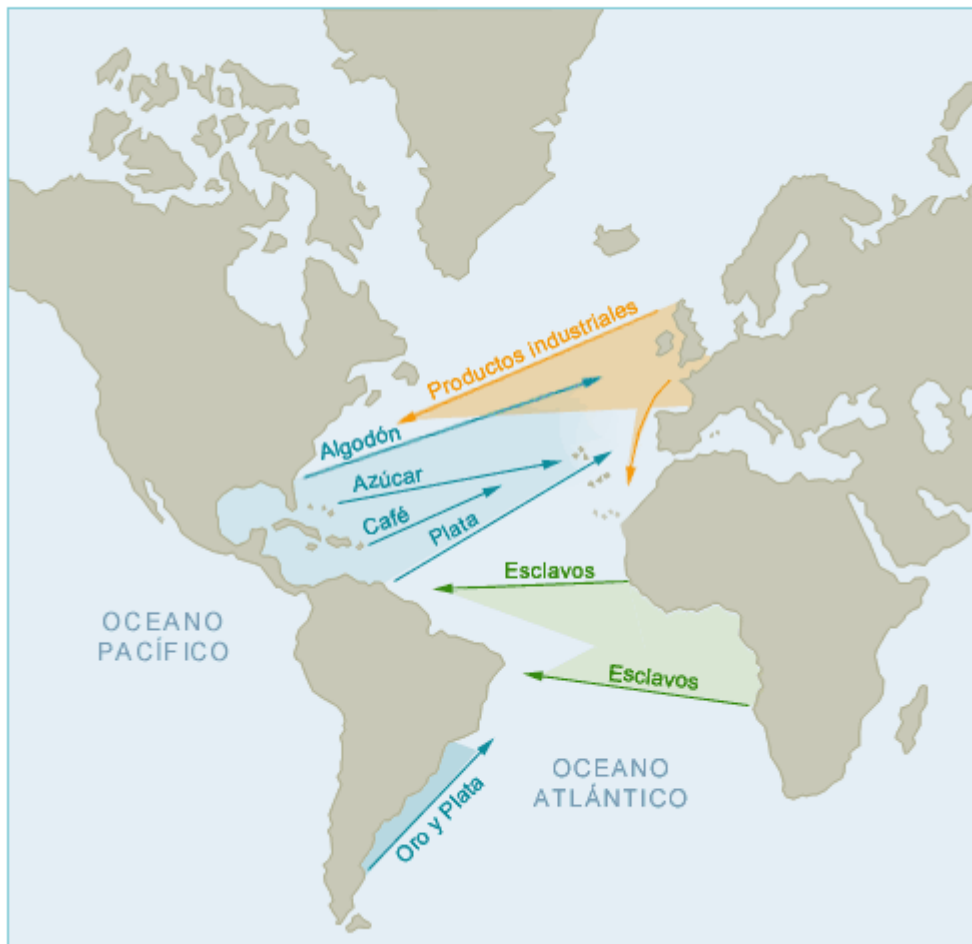 Productos industriales
Algodón
Azúcar
Café
Plata
Esclavos
OCEANO
PACÍFICO
Esclavos
OCEANO
ATLÁNTICO
Oro y Plata